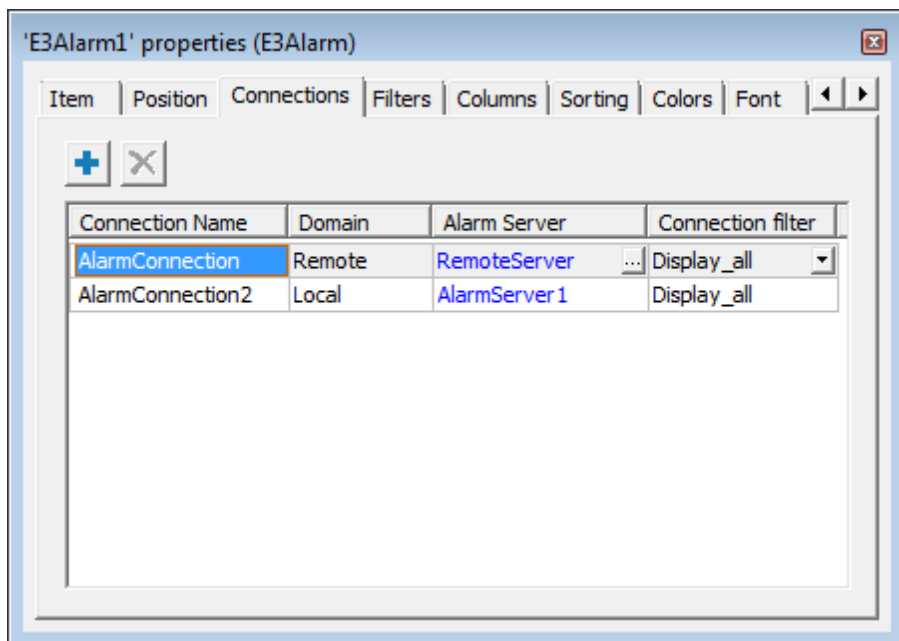 'E3Alarm1' properties (E3Alarm)
Item Position Connections Filters Columns Sorting Colors Font
Connection Name Domain Alarm Server Connection filter
AlarmConnection Remote RemoteServer ... Display_all
AlarmConnection2 Local AlarmServer1 Display_all